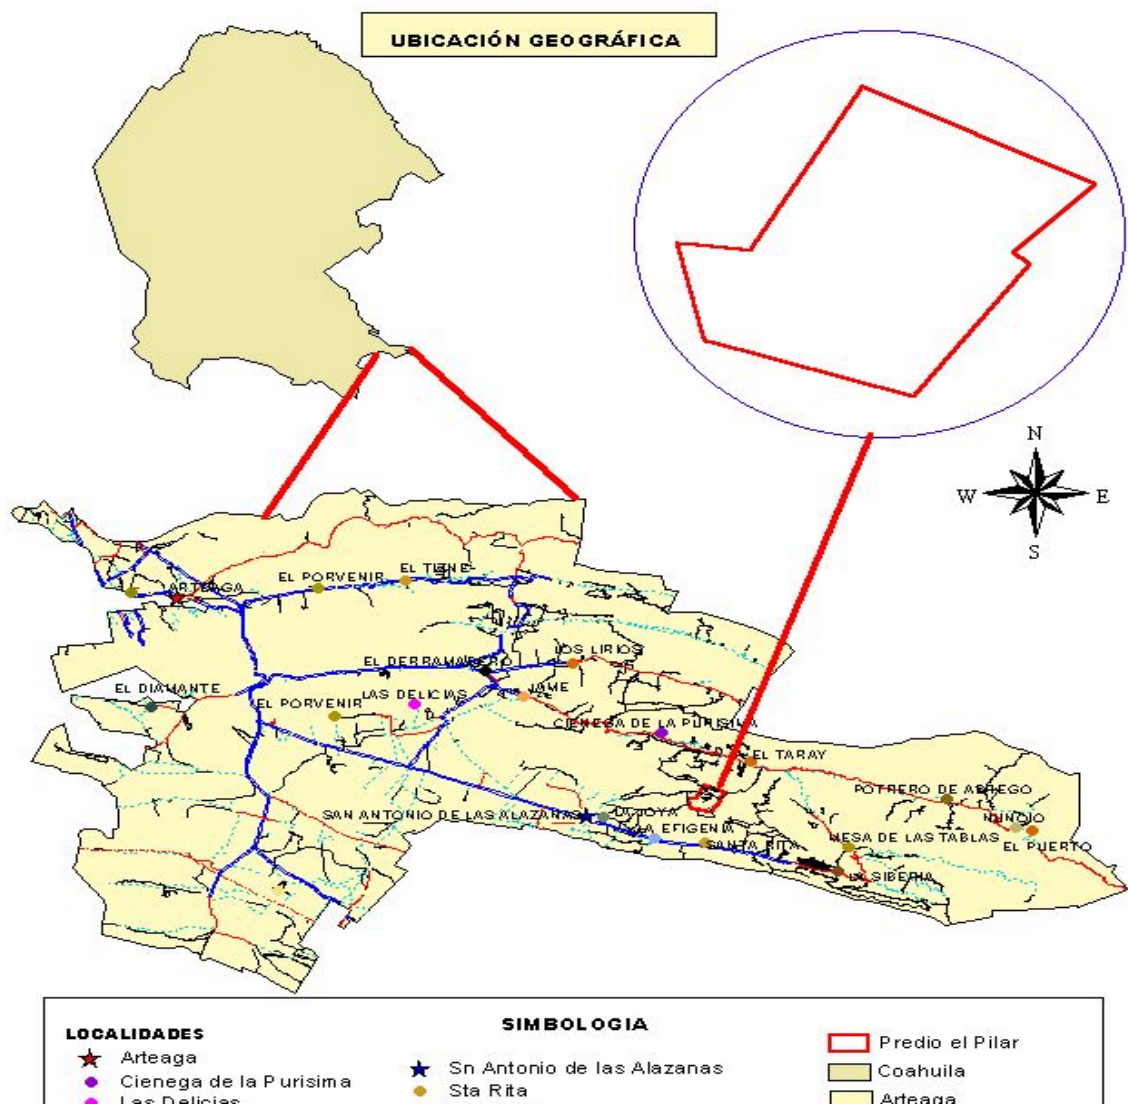 UBICACIÓN GEOGRÁFICA
N
W E
S
ARTEAGA
EL PORVENIR
EL TUNE
EL DERRAMADERO
LOS LIRIOS
EL DIAMANTE
EL PORVENIR
LAS DELICIAS
JAME
CIENEGA DE LA PURISIMA
EL TARAY
POTRERO DE ABREGO
SAN ANTONIO DE LAS ALAZANAS
LA JOYA
LA EFIGENIA
SANTA RITA
MESA DE LAS TABLAS
NUNCIO
EL PUERTO
LA SIBERIA
SIMBOLOGIA
LOCALIDADES
Arteaga
Cienega de la Purisima
Las Delicias
Sn Antonio de las Alazanas
Sta Rita
Predio el Pilar
Coahuila
Arteaga